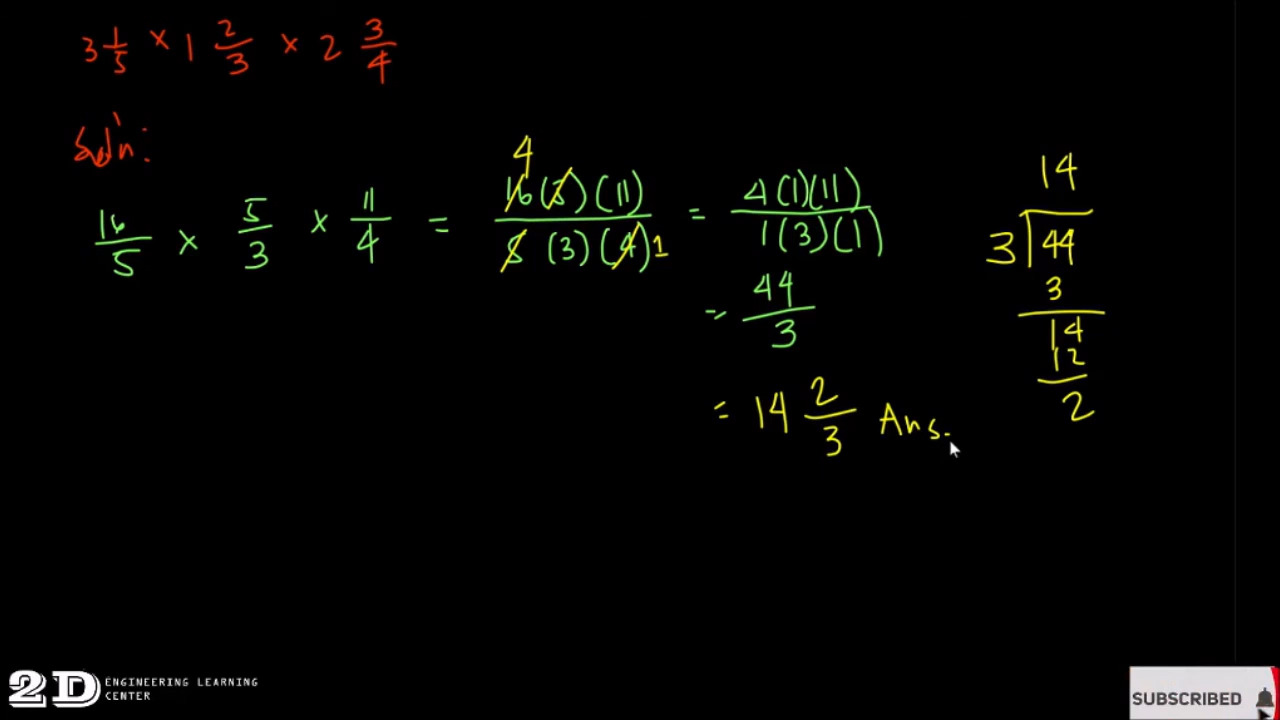 3 1/5 × 1 2/3 × 2 3/4
Sol'n:
16/5 × 5/3 × 11/4 = 16(5)(11)/5(3)(4) = 4(1)(11)/1(3)(1)
4
1
= 44/3
= 14 2/3 Ans.
14
3 44
3
14
12
2
2D ENGINEERING LEARNING
CENTER
SUBSCRIBED